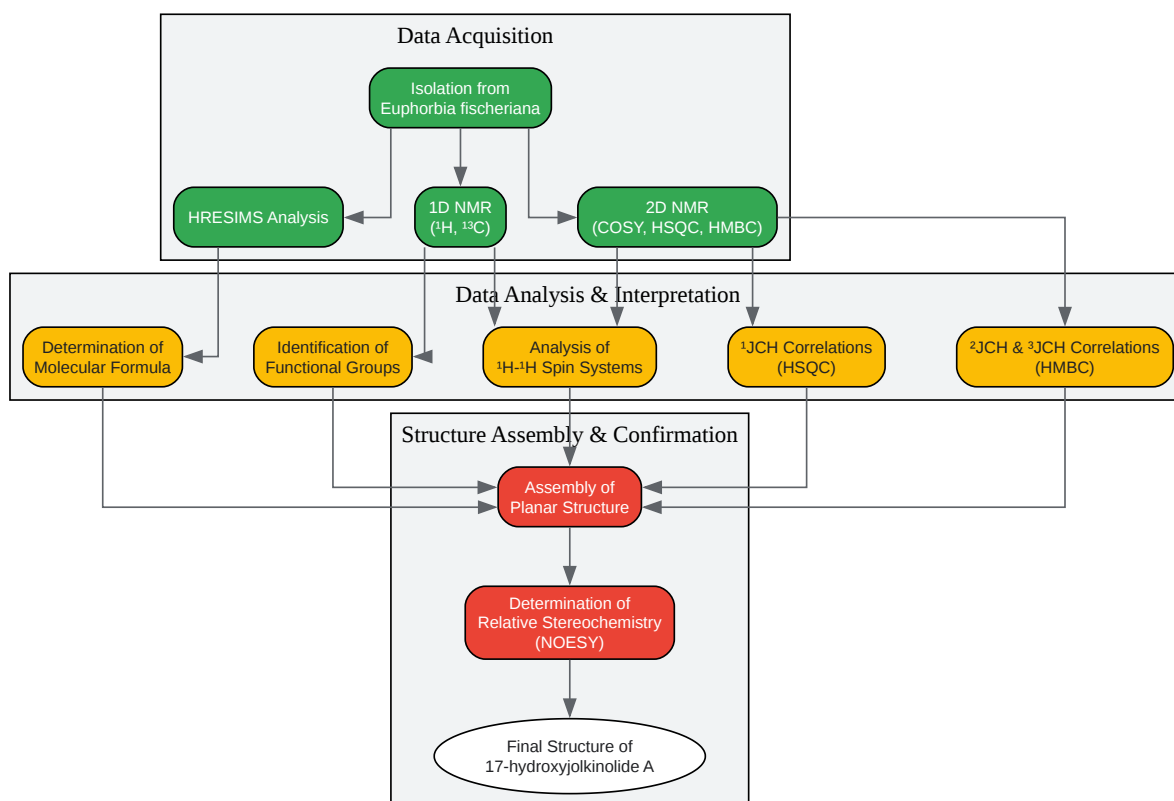 Data Acquisition
Isolation from
Euphorbia fischeriana
HRESIMS Analysis
1D NMR
(¹H, ¹³C)
2D NMR
(COSY, HSQC, HMBC)
Data Analysis & Interpretation
Determination of
Molecular Formula
Identification of
Functional Groups
Analysis of
¹H-¹H Spin Systems
¹JCH Correlations
(HSQC)
²JCH & ³JCH Correlations
(HMBC)
Structure Assembly & Confirmation
Assembly of
Planar Structure
Determination of
Relative Stereochemistry
(NOESY)
Final Structure of
17-hydroxyjolkinolide A